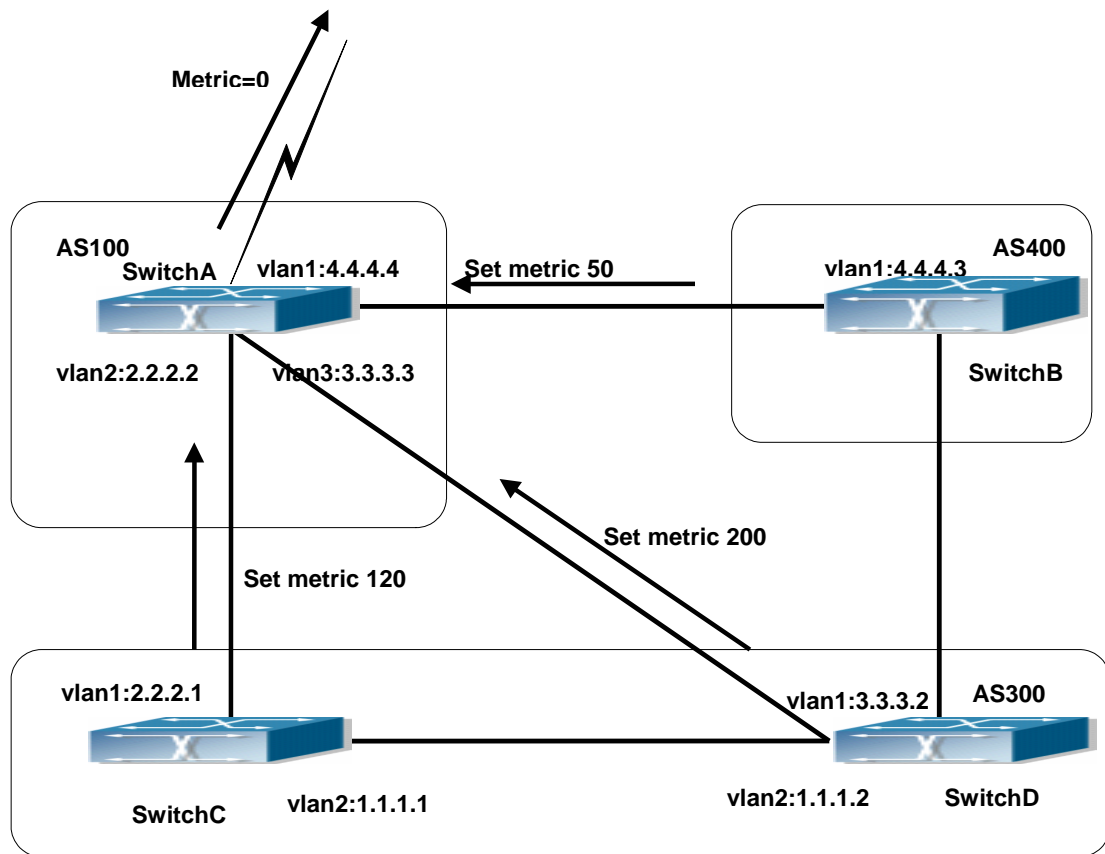 Metric=0
AS100
SwitchA
vlan1:4.4.4.4
Set metric 50
vlan1:4.4.4.3
AS400
vlan2:2.2.2.2
vlan3:3.3.3.3
SwitchB
Set metric 200
Set metric 120
vlan1:2.2.2.1
vlan1:3.3.3.2
AS300
SwitchC
vlan2:1.1.1.1
vlan2:1.1.1.2
SwitchD